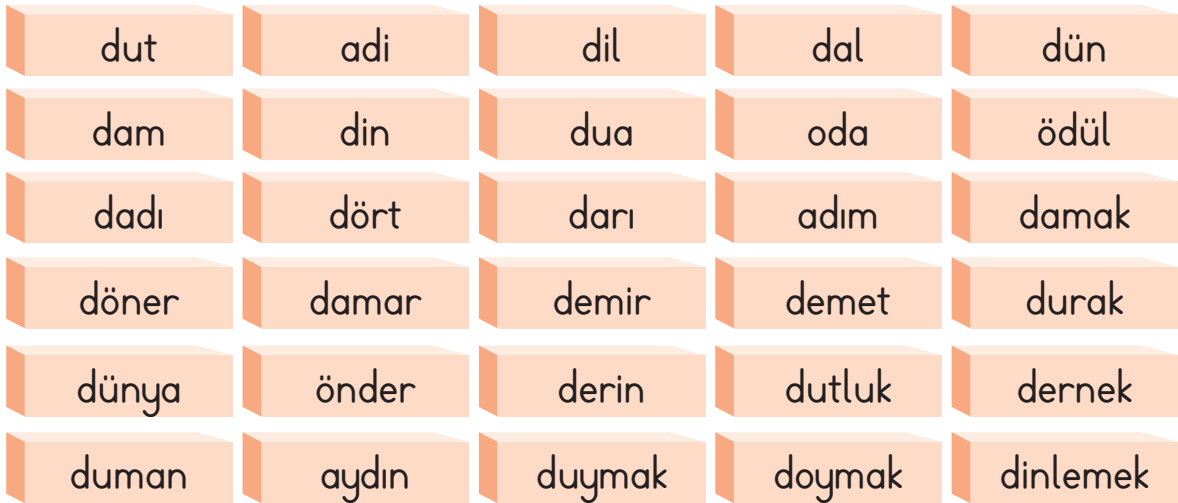 dut adi dil dal dün
dam din dua oda ödül
dadı dört darı adım damak
döner damar demir demet durak
dünya önder derin dutluk dernek
duman aydın duymak doymak dinlemek